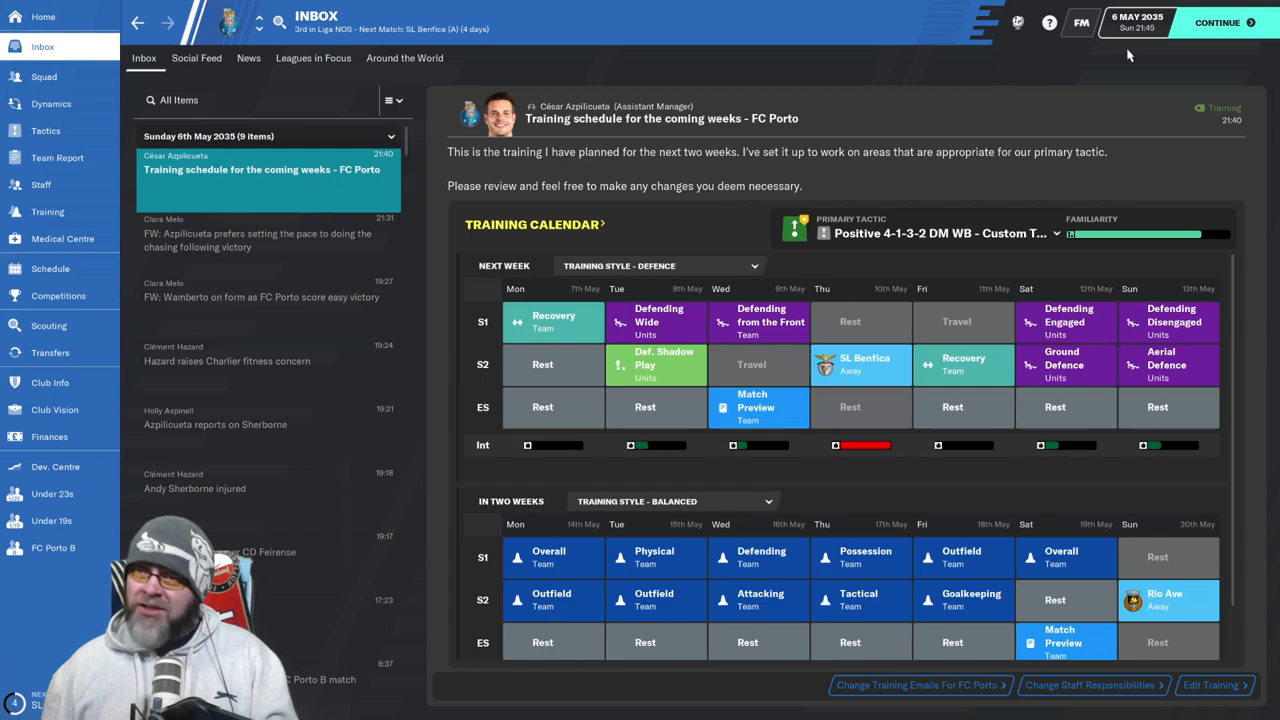 Home
Inbox
Squad
Dynamics
Tactics
Team Report
Staff
Training
Medical Centre
Schedule
Competitions
Scouting
Transfers
Club Info
Club Vision
Finances
Dev. Centre
Under 23s
Under 19s
FC Porto B
4
NEX
SL
INBOX
3rd in Liga NOS - Next Match: SL Benfica (A) (4 days)
FM
6 MAY 2035
Sun 21:45
CONTINUE
Inbox
Social Feed
News
Leagues in Focus
Around the World
All Items
Sunday 6th May 2035 (9 items)
César Azpilicueta 21:40
Training schedule for the coming weeks - FC Porto
Clara Melo 21:31
FW: Azpilicueta prefers setting the pace to doing the
chasing following victory
Clara Melo 19:27
FW: Wamberto on form as FC Porto score easy victory
Clément Hazard 19:24
Hazard raises Charlier fitness concern
Holly Aspinall 19:21
Azpilicueta reports on Sherborne
Clément Hazard 19:18
Andy Sherborne injured
19:17
CD Feirense
17:23
8:37
Porto B match
César Azpilicueta (Assistant Manager)
Training schedule for the coming weeks - FC Porto
Training
21:40
This is the training I have planned for the next two weeks. I've set it up to work on areas that are appropriate for our primary tactic.
Please review and feel free to make any changes you deem necessary.
TRAINING CALENDAR
PRIMARY TACTIC
Positive 4-1-3-2 DM WB - Custom T...
FAMILIARITY
NEXT WEEK
TRAINING STYLE - DEFENCE
Mon 7th May Tue 8th May Wed 9th May Thu 10th May Fri 11th May Sat 12th May Sun 13th May
S1
Recovery
Team
Defending
Wide
Units
Defending
from the Front
Team
Rest
Travel
Defending
Engaged
Units
Defending
Disengaged
Units
S2
Rest
Def. Shadow
Play
Units
Travel
SL Benfica
Away
Recovery
Team
Ground
Defence
Units
Aerial
Defence
Units
ES
Rest
Rest
Match
Preview
Team
Rest
Rest
Rest
Rest
Int
IN TWO WEEKS
TRAINING STYLE - BALANCED
Mon 14th May Tue 15th May Wed 16th May Thu 17th May Fri 18th May Sat 19th May Sun 20th May
S1
Overall
Team
Physical
Team
Defending
Team
Possession
Team
Outfield
Team
Overall
Team
Rest
S2
Outfield
Team
Outfield
Team
Attacking
Team
Tactical
Team
Goalkeeping
Team
Rest
Rio Ave
Away
ES
Rest
Rest
Rest
Rest
Rest
Match
Preview
Team
Rest
Change Training Emails For FC Porto
Change Staff Responsibilities
Edit Training